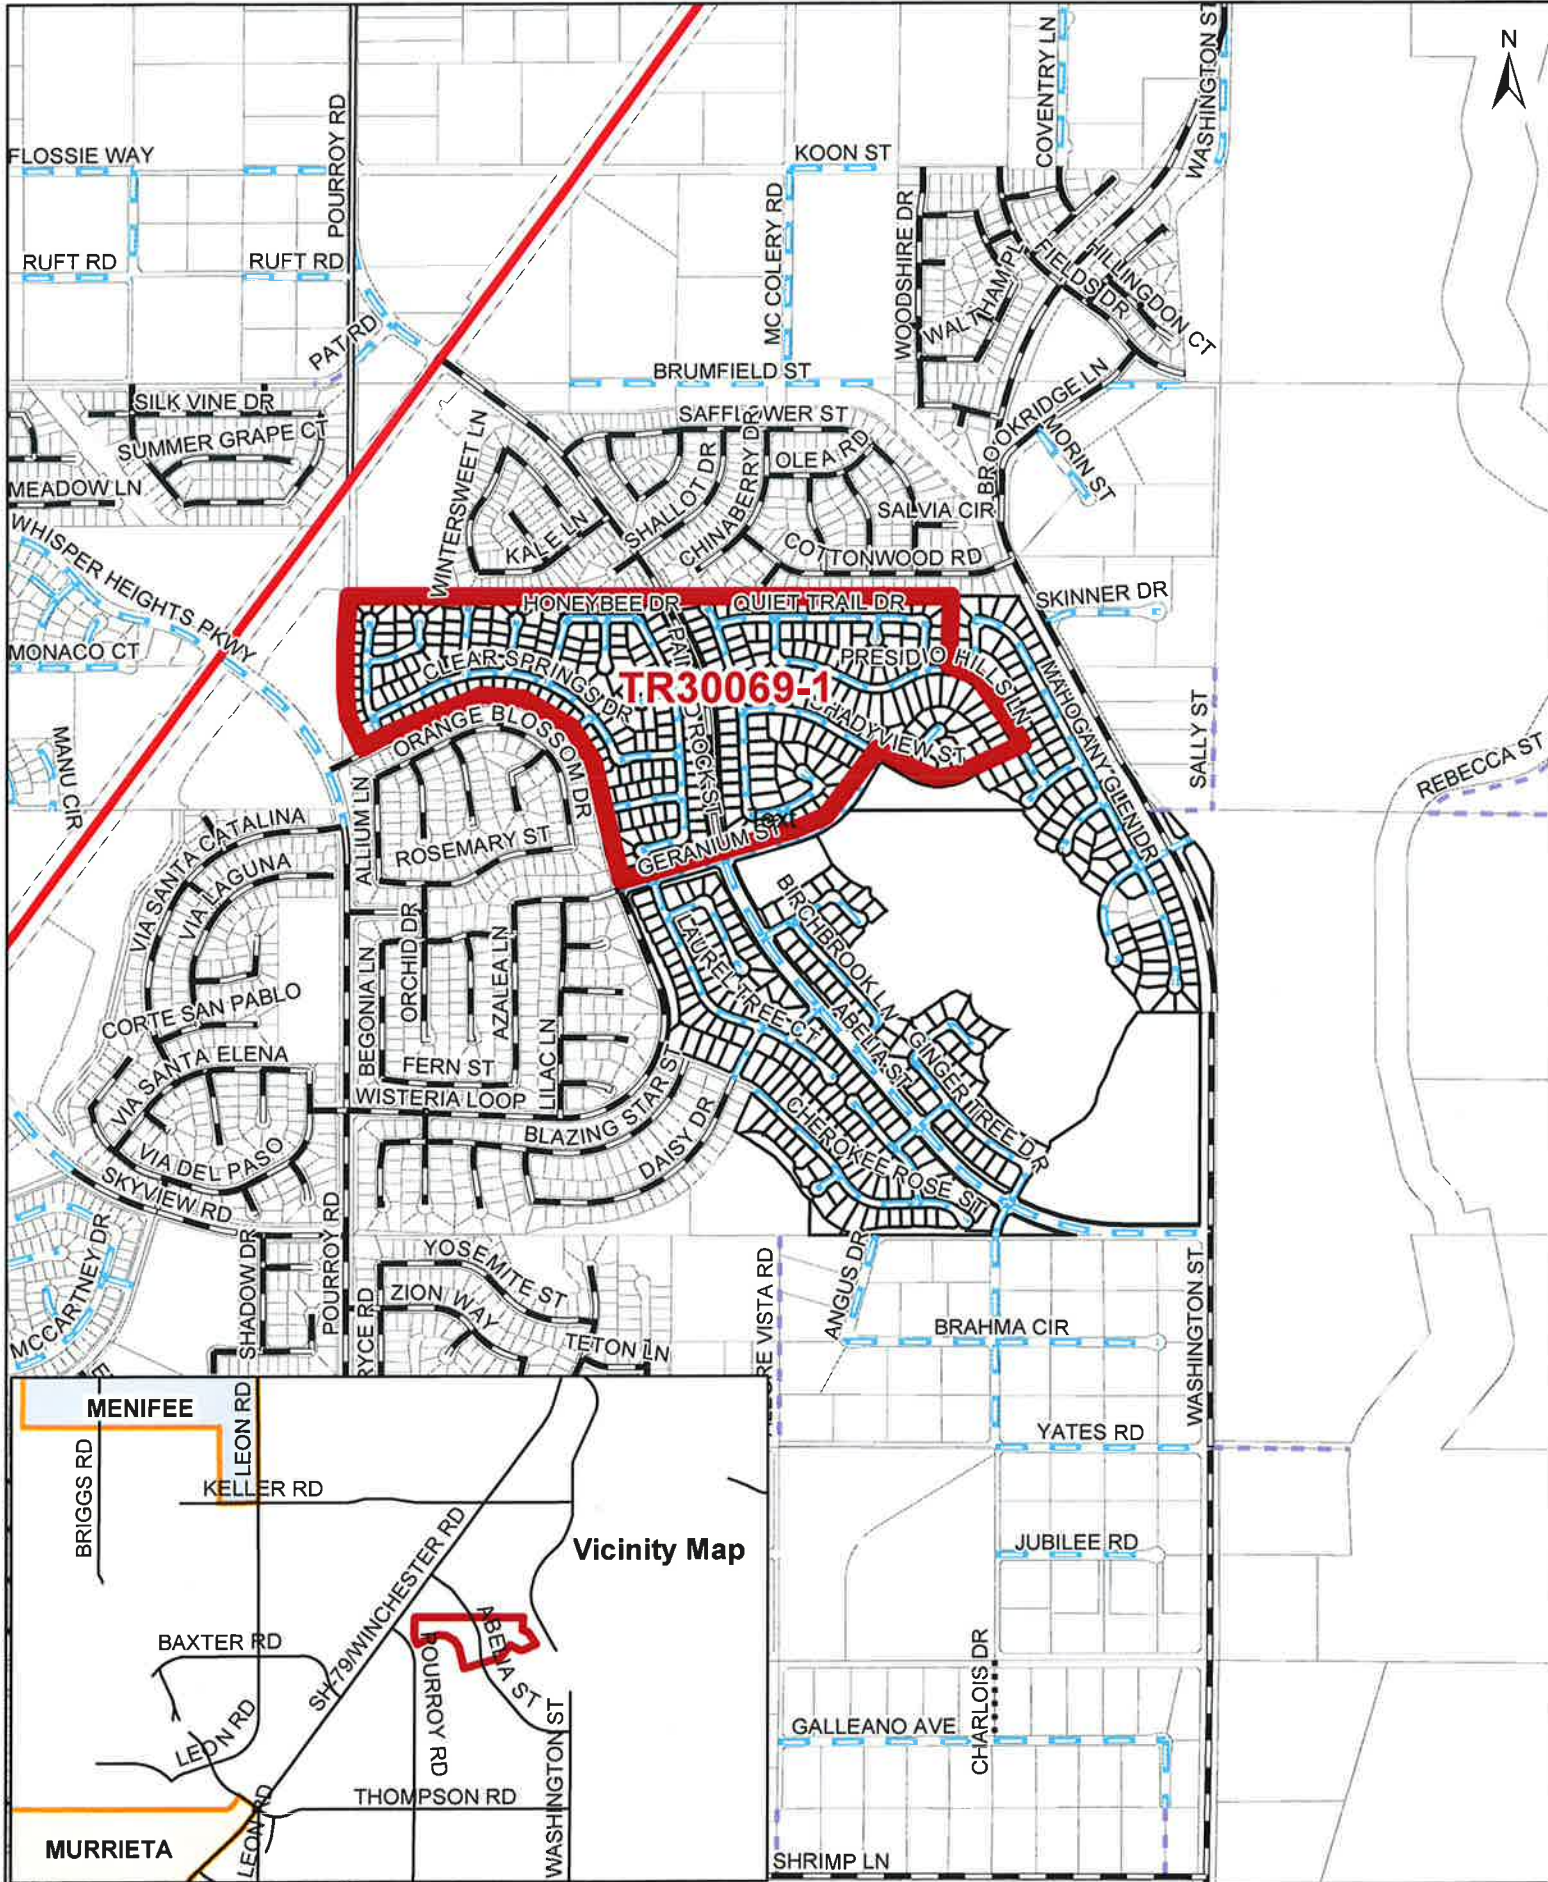 N
COVENTRY LN
WASHINGTON ST
POURROY RD
FLOSSIE WAY
KOON ST
MC COLERY RD
WOODSHIRE DR
RUFT RD
RUFT RD
WALTHAM PL
FIELDS DR
HILLINGDON CT
PAT RD
BRUMFIELD ST
BROOKRIDGE LN
SILK VINE DR
SAFFLOWER ST
SUMMER GRAPE CT
WINTERSWEET LN
SHALLOT DR
CHINABERRY DR
OLEA RD
MORIN ST
MEADOW LN
SALVIA CIR
KALE LN
COTTONWOOD RD
WHISPER HEIGHTS PKWY
SKINNER DR
HONEYBEE DR
QUIET TRAIL DR
MONACO CT
CLEAR SPRINGS DR
PRESIDIO HILLS LN
TR30069-1
MAHOGANY GLEN DR
SHADYVIEW ST
ORANGE BLOSSOM DR
SALLY ST
MANU CIR
REBECCA ST
ALLIUM LN
VIA SANTA CATALINA
ROSEMARY ST
GERANIUM ST
VIA LAGUNA
BIRCHBROOK LN
ORCHID DR
AZALEA LN
LAUREL TREE CT
BEGONIA LN
CORTE SAN PABLO
ABELIA ST
GINGER TREE DR
LILAC LN
VIA SANTA ELENA
FERN ST
WISTERIA LOOP
BLAZING STAR ST
CHEROKEE ROSE ST
VIA DEL PASO
DAISY DR
SKYVIEW RD
MCCARTNEY DR
SHADOW DR
POURROY RD
YOSEMITE ST
ANGUS DR
WASHINGTON ST
ZION WAY
BRAHMA CIR
TETON LN
RYCE RD
RE VISTA RD
MENIFEE
LEON RD
BRIGGS RD
YATES RD
KELLER RD
SH-79/WINCHESTER RD
Vicinity Map
JUBILEE RD
BAXTER RD
ABELIA ST
POURROY RD
CHARLOIS DR
LEON RD
GALLEANO AVE
WASHINGTON ST
THOMPSON RD
LEON RD
MURRIETA
SHRIMP LN